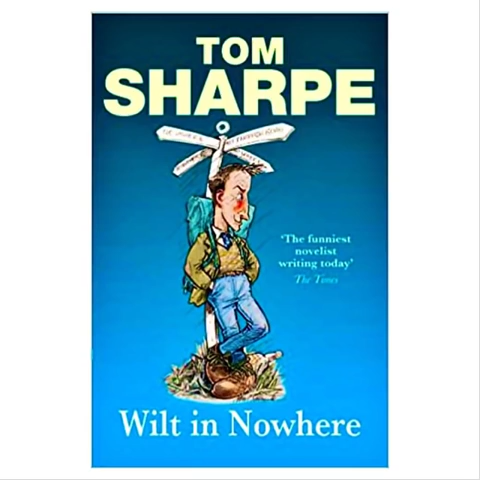 TOM
SHARPE
'The funniest
novelist
writing today'
The Times
Wilt in Nowhere